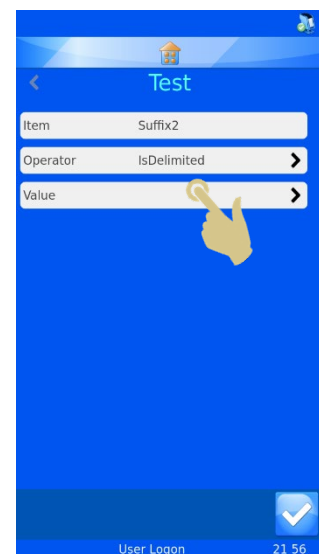 Test
Item Suffix2
Operator IsDelimited
Value
User Logon 21 56